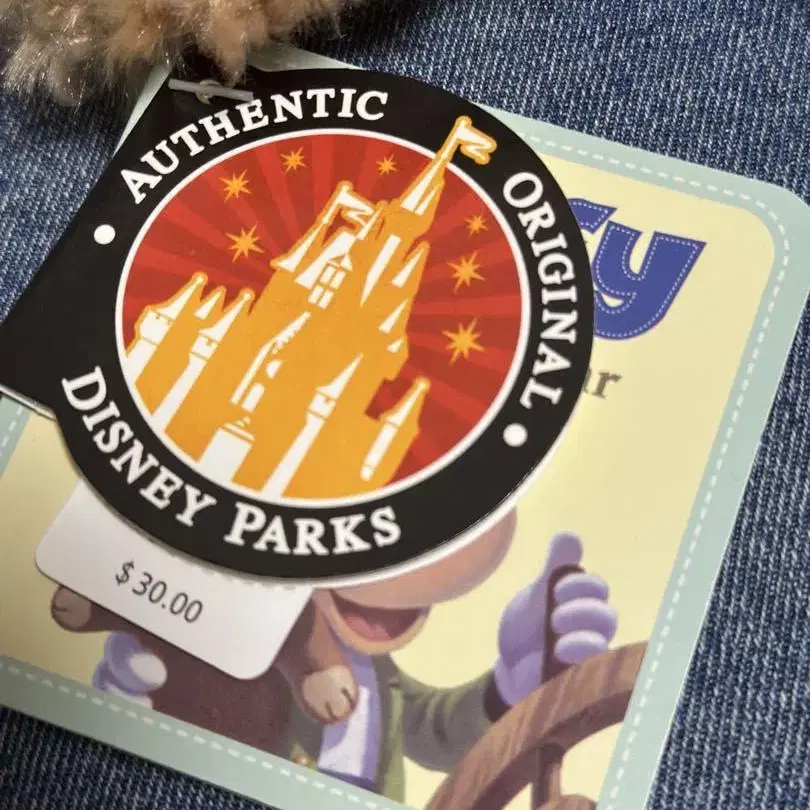 AUTHENTIC
ORIGINAL
DISNEY PARKS
$30.00